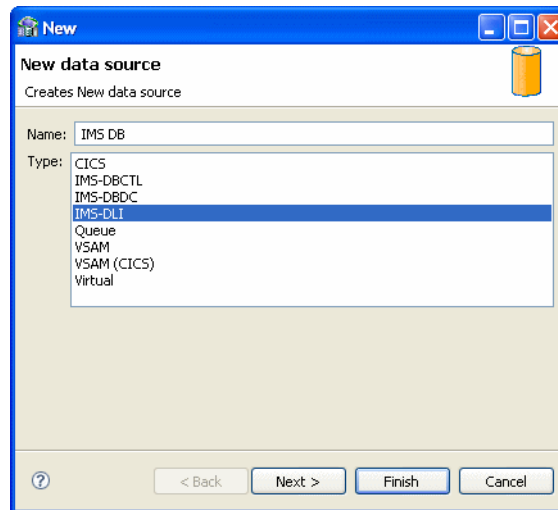 New
New data source
Creates New data source
Name: IMS DB
Type: CICS
IMS-DBCTL
IMS-DBDC
IMS-DLI
Queue
VSAM
VSAM (CICS)
Virtual
? < Back Next > Finish Cancel